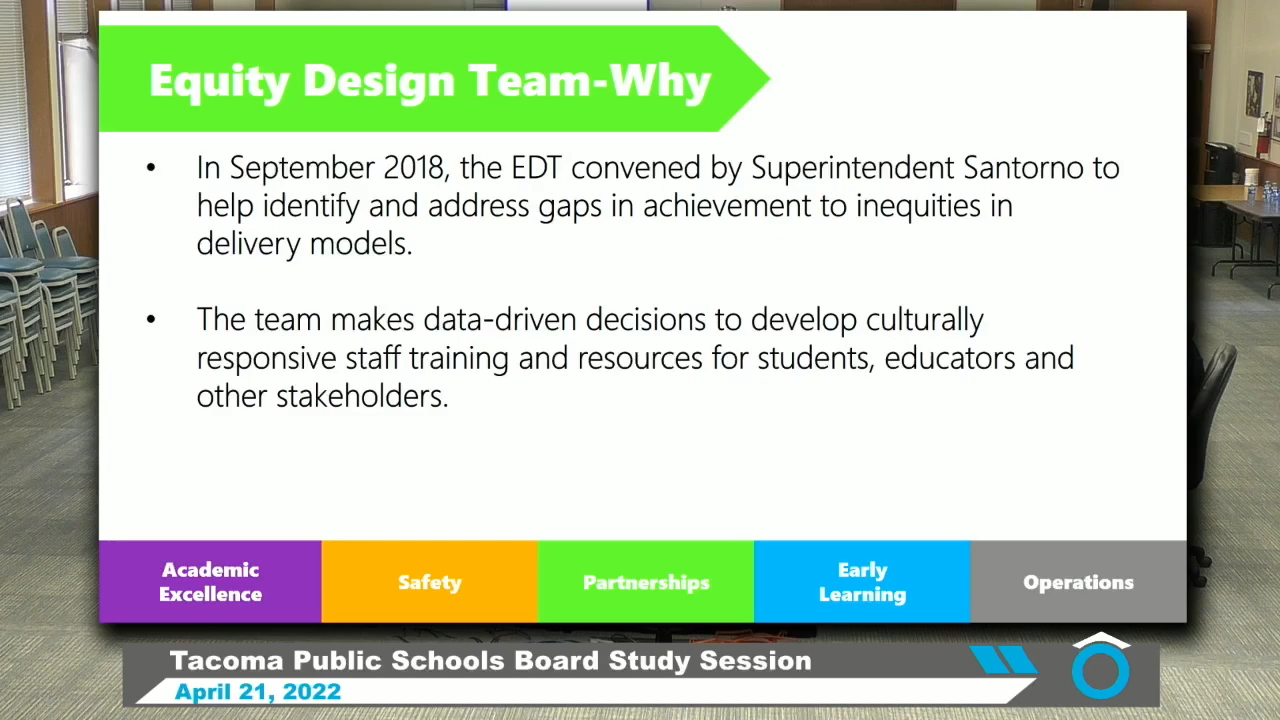 Equity Design Team-Why
• In September 2018, the EDT convened by Superintendent Santorno to
help identify and address gaps in achievement to inequities in
delivery models.
• The team makes data-driven decisions to develop culturally
responsive staff training and resources for students, educators and
other stakeholders.
Academic
Excellence
Safety
Partnerships
Early
Learning
Operations
Tacoma Public Schools Board Study Session
April 21, 2022